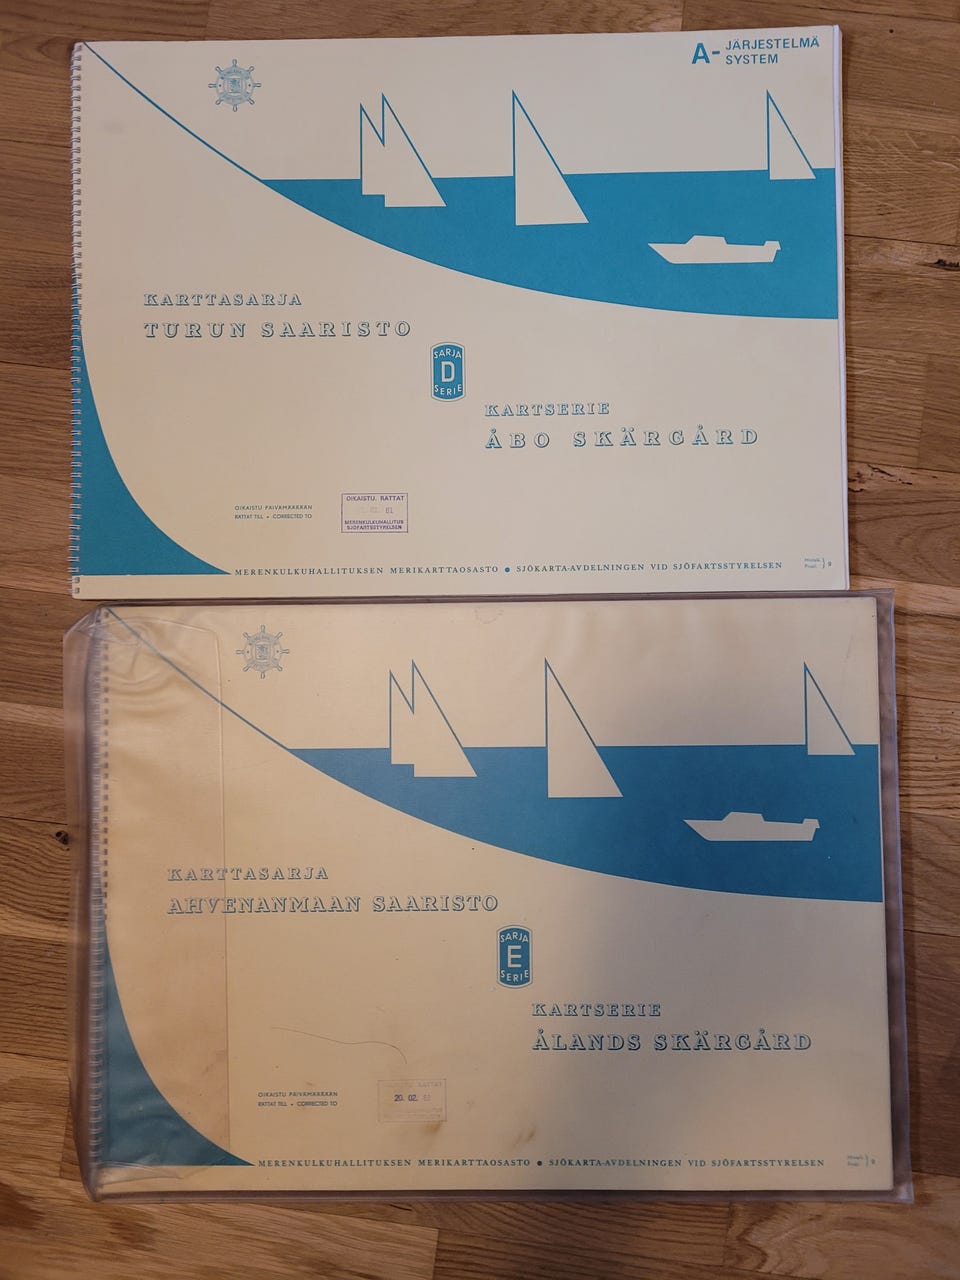 A- JÄRJESTELMÄ
SYSTEM
KARTTASARJA
TURUN SAARISTO
SARJA
D
SERIE
KARTSERIE
ÅBO SKÄRGÅRD
OIKAISTU PÄIVÄMÄÄRÄÄN
RÄTTAT TILL • CORRECTED TO
OIKAISTU. RÄTTAT
81
MERENKULKUHALLITUS
SJÖFARTSSTYRELSEN
MERENKULKUHALLITUKSEN MERIKARTTAOSASTO ● SJÖKARTA-AVDELNINGEN VID SJÖFARTSSTYRELSEN
9
KARTTASARJA
AHVENANMAAN SAARISTO
SARJA
E
SERIE
KARTSERIE
ÅLANDS SKÄRGÅRD
OIKAISTU PÄIVÄMÄÄRÄÄN
RÄTTAT TILL • CORRECTED TO
RÄTTAT
20. 02.
MERENKULKUHALLITUKSEN MERIKARTTAOSASTO ● SJÖKARTA-AVDELNINGEN VID SJÖFARTSSTYRELSEN